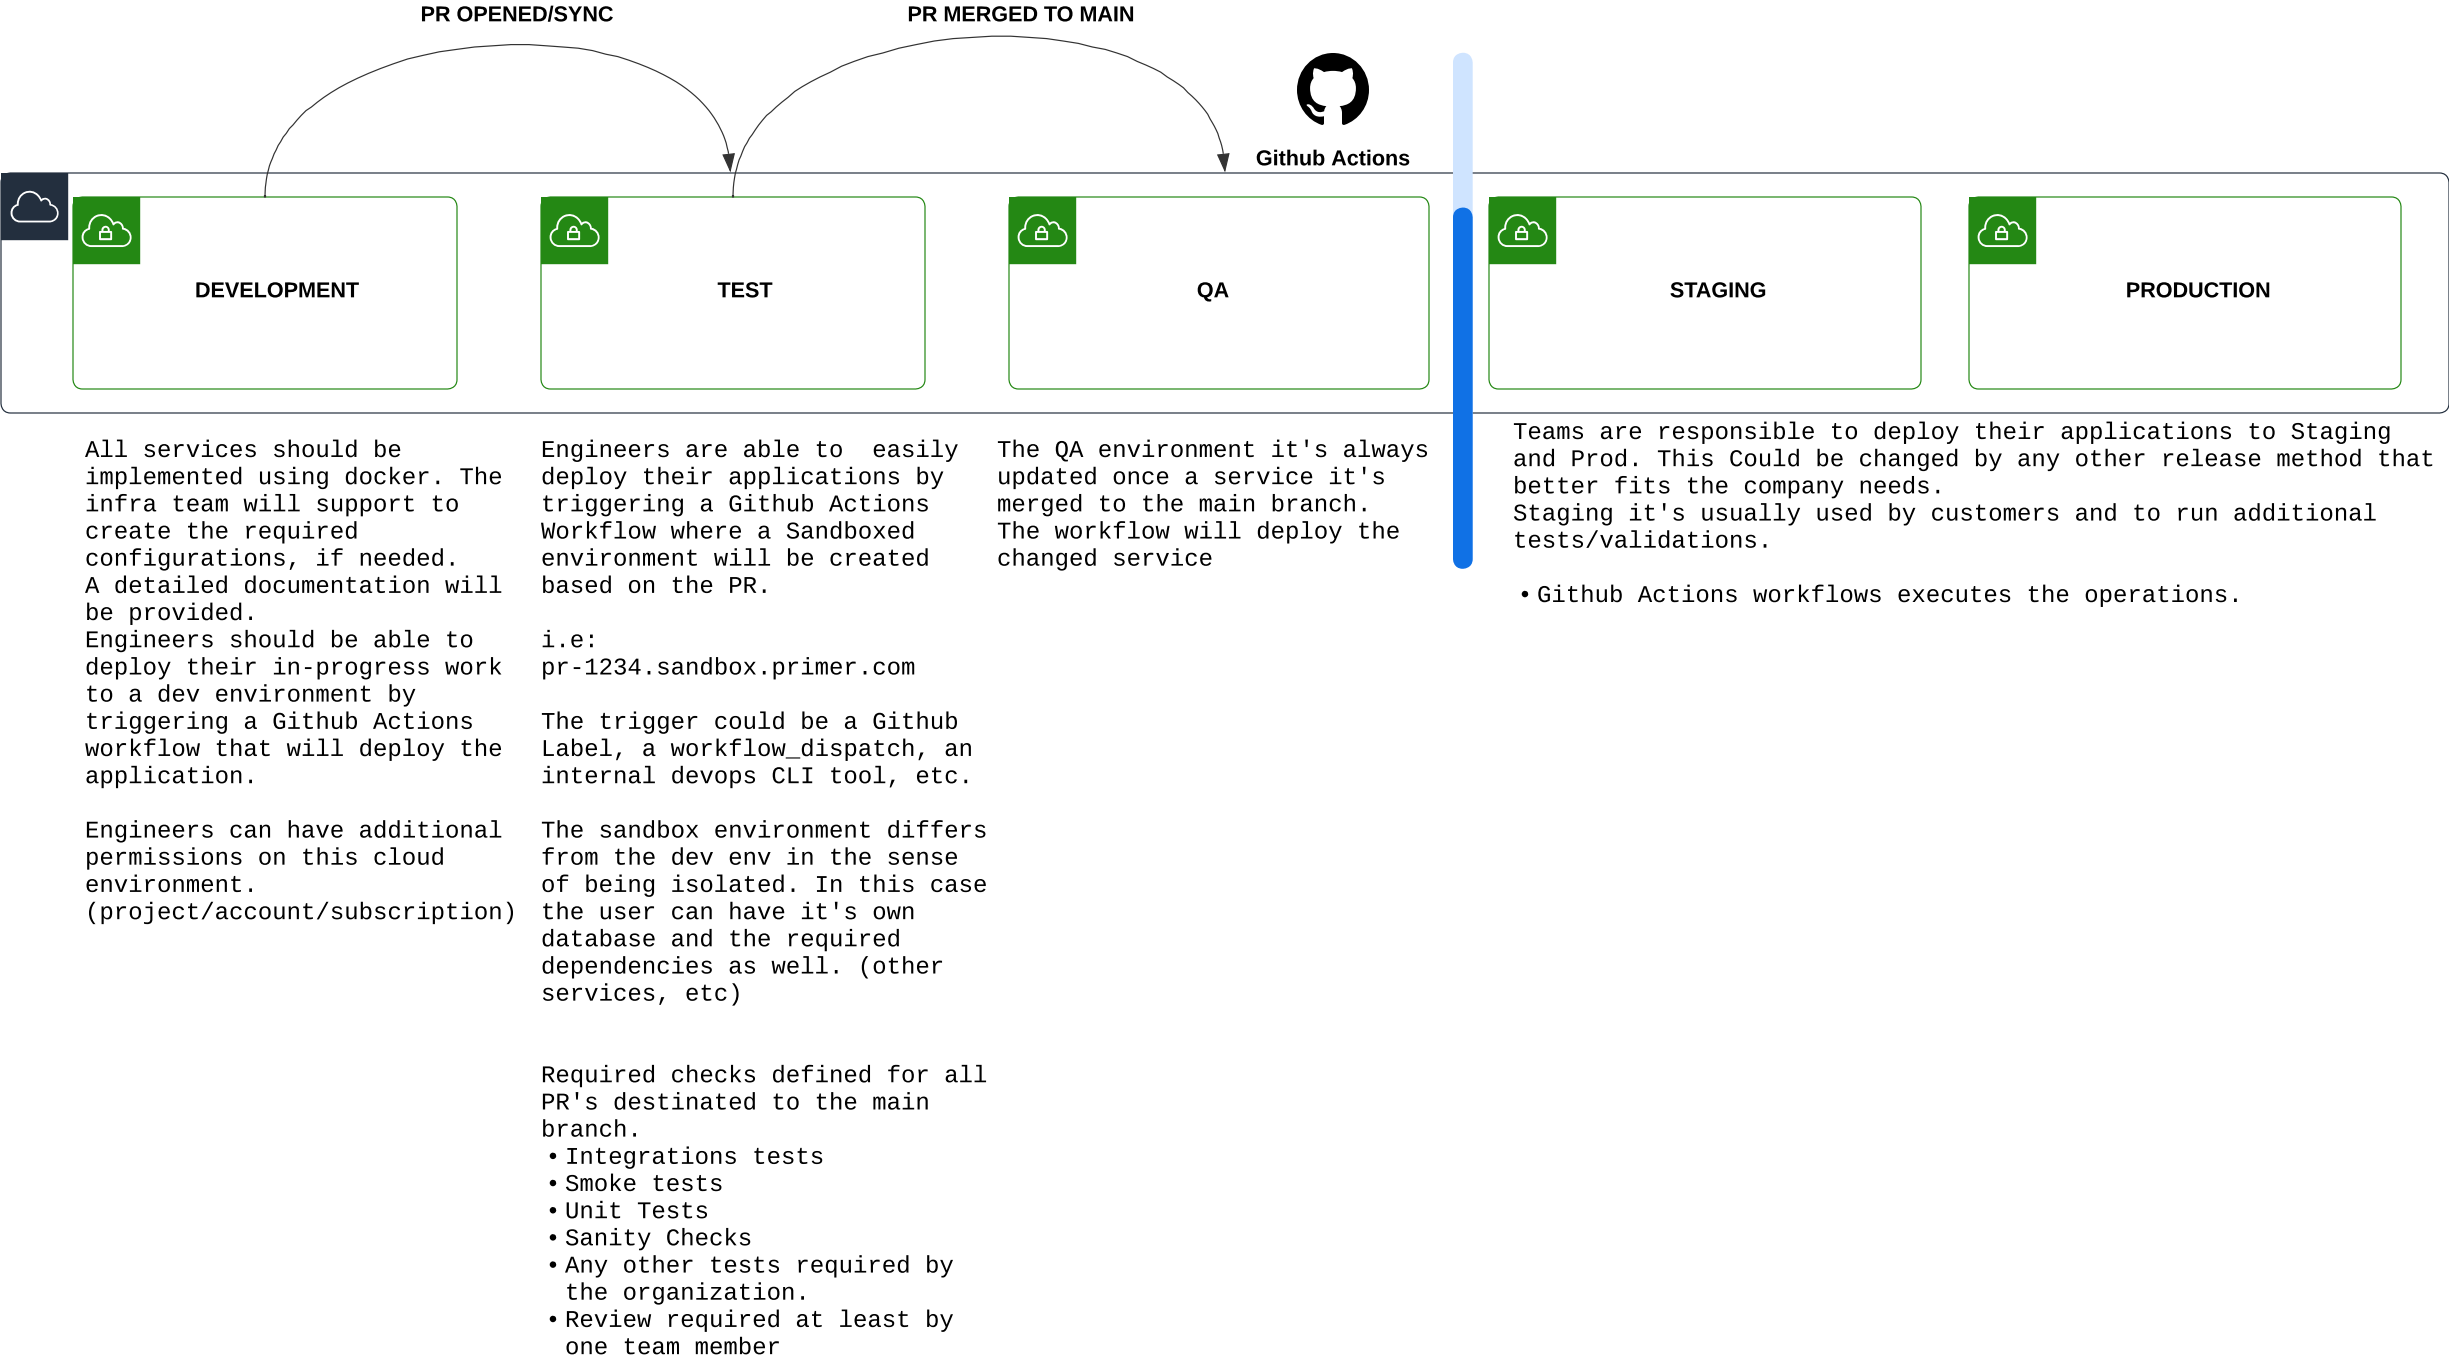 PR OPENED/SYNC
PR MERGED TO MAIN
Github Actions
DEVELOPMENT
TEST
QA
STAGING
PRODUCTION
All services should be
implemented using docker. The
infra team will support to
create the required
configurations, if needed.
A detailed documentation will
be provided.
Engineers should be able to
deploy their in-progress work
to a dev environment by
triggering a Github Actions
workflow that will deploy the
application.
Engineers can have additional
permissions on this cloud
environment.
(project/account/subscription)
Engineers are able to  easily
deploy their applications by
triggering a Github Actions
Workflow where a Sandboxed
environment will be created
based on the PR.
i.e:
pr-1234.sandbox.primer.com
The trigger could be a Github
Label, a workflow_dispatch, an
internal devops CLI tool, etc.
The sandbox environment differs
from the dev env in the sense
of being isolated. In this case
the user can have it's own
database and the required
dependencies as well. (other
services, etc)
Required checks defined for all
PR's destinated to the main
branch.
• Integrations tests
• Smoke tests
• Unit Tests
• Sanity Checks
• Any other tests required by
the organization.
• Review required at least by
one team member
The QA environment it's always
updated once a service it's
merged to the main branch.
The workflow will deploy the
changed service
Teams are responsible to deploy their applications to Staging
and Prod. This Could be changed by any other release method that
better fits the company needs.
Staging it's usually used by customers and to run additional
tests/validations.
• Github Actions workflows executes the operations.